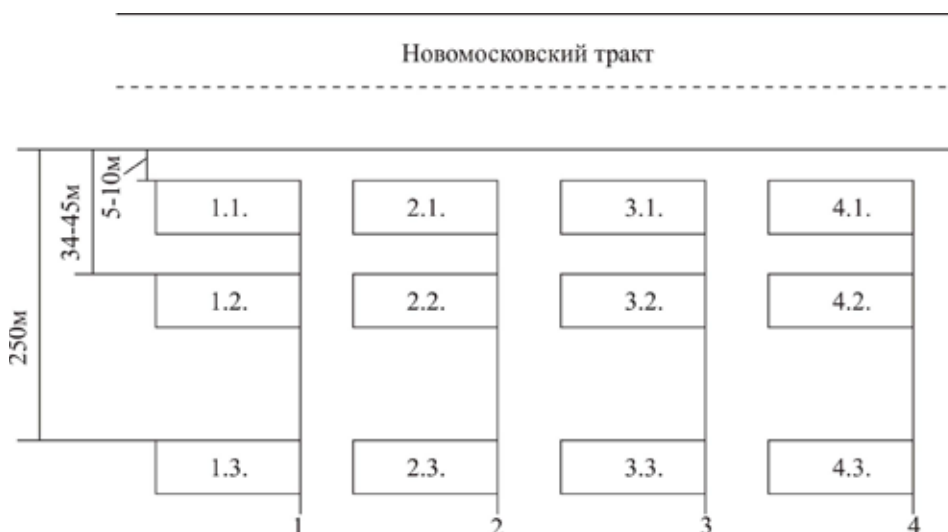 Новомосковский тракт
5-10м
34-45м
250м
1.1. 2.1. 3.1. 4.1.
1.2. 2.2. 3.2. 4.2.
1.3. 2.3. 3.3. 4.3.
1 2 3 4